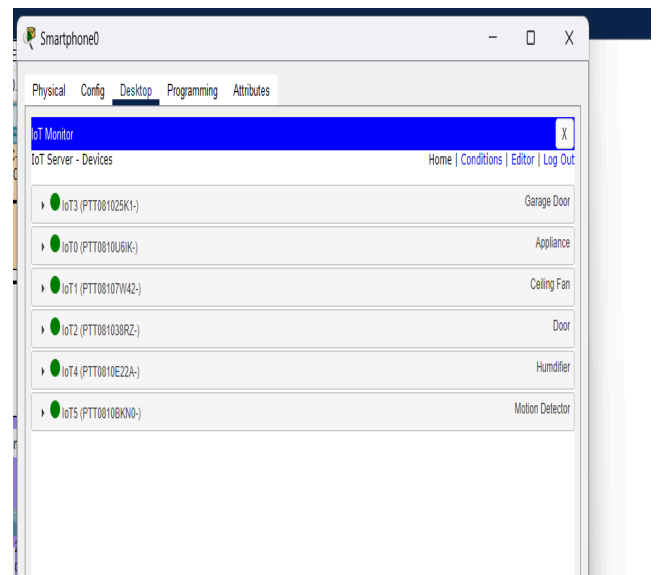 Smartphone0
Physical Config Desktop Programming Attributes
IoT Monitor X
IoT Server - Devices Home | Conditions | Editor | Log Out
IoT3 (PTT081025K1-) Garage Door
IoT0 (PTT0810U6IK-) Appliance
IoT1 (PTT08107W42-) Ceiling Fan
IoT2 (PTT081038RZ-) Door
IoT4 (PTT0810E22A-) Humdifier
IoT5 (PTT0810BKN0-) Motion Detector